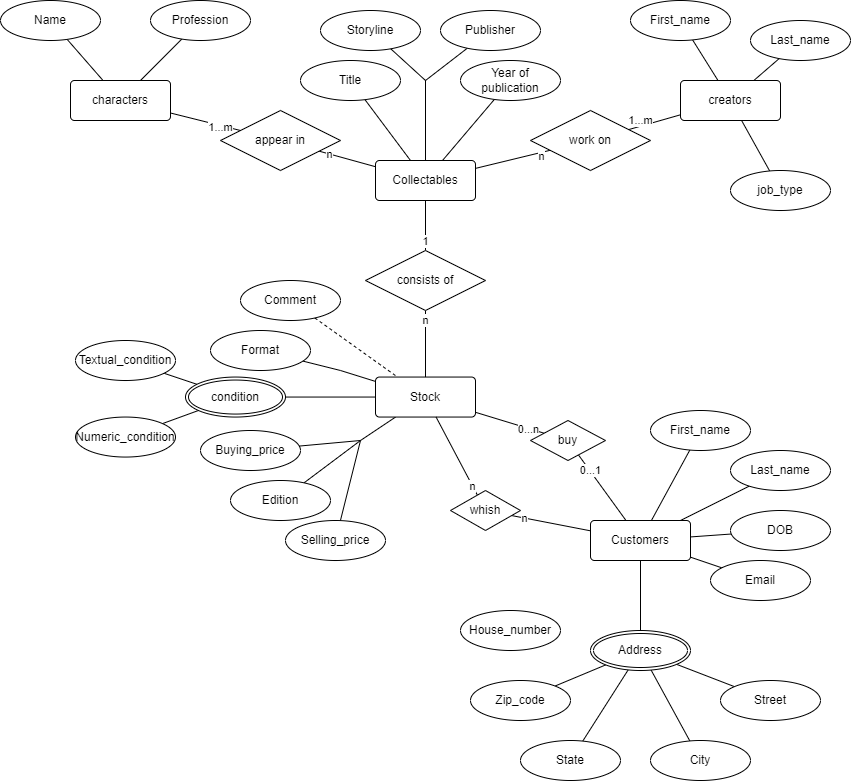 Name
Profession
Storyline
Publisher
First_name
Last_name
Title
Year of
publication
characters
creators
1...m
appear in
n
1...m
work on
n
Collectables
job_type
1
consists of
n
Comment
Format
Textual_condition
condition
Stock
Numeric_condition
Buying_price
Edition
Selling_price
0...n
buy
0...1
n
whish
n
First_name
Last_name
DOB
Customers
Email
House_number
Address
Zip_code
Street
State
City